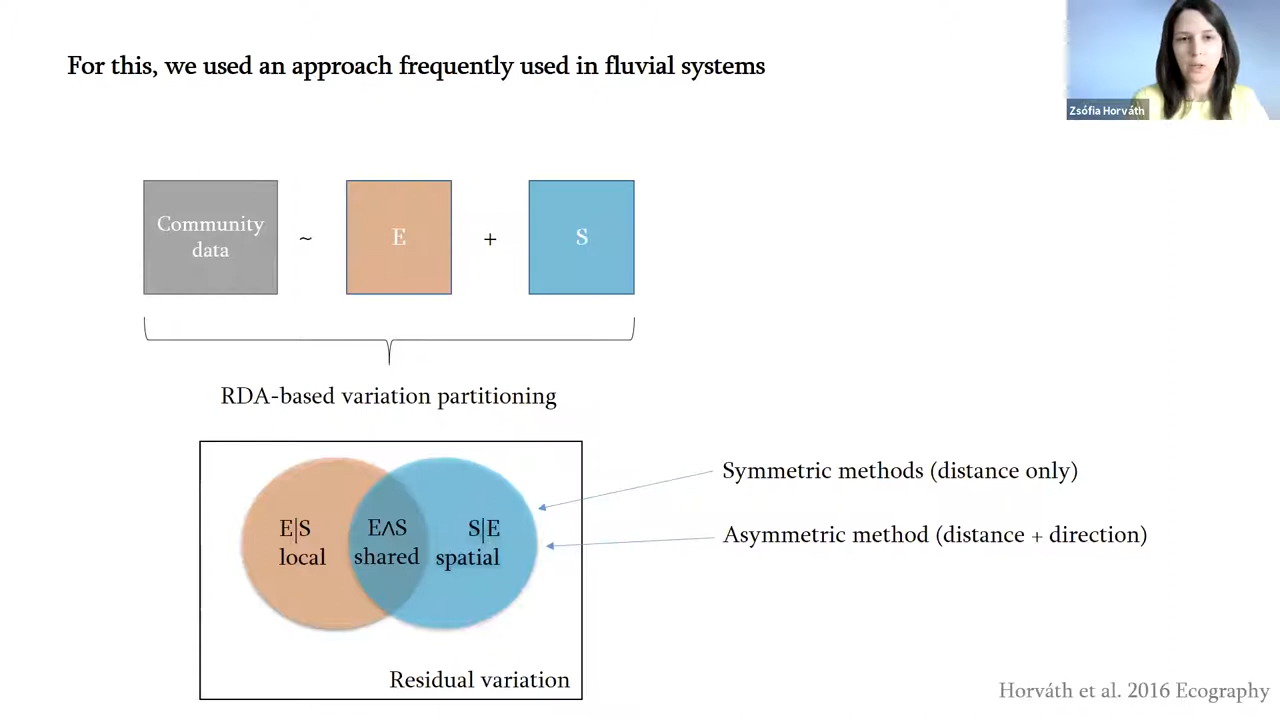 For this, we used an approach frequently used in fluvial systems
Zsófia Horváth
Community
data
~
E
+
S
RDA-based variation partitioning
Symmetric methods (distance only)
Asymmetric method (distance + direction)
E|S
local
E∧S
shared
S|E
spatial
Residual variation
Horváth et al. 2016 Ecography